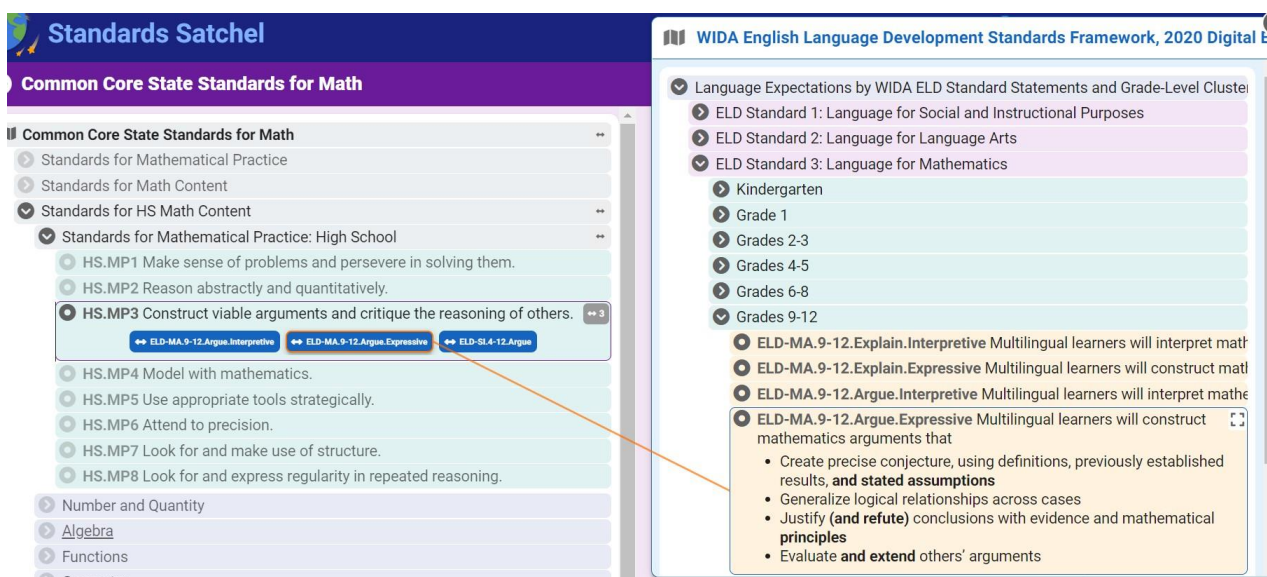 Standards Satchel
Common Core State Standards for Math
Common Core State Standards for Math
Standards for Mathematical Practice
Standards for Math Content
Standards for HS Math Content
Standards for Mathematical Practice: High School
HS.MP1 Make sense of problems and persevere in solving them.
HS.MP2 Reason abstractly and quantitatively.
HS.MP3 Construct viable arguments and critique the reasoning of others. ↔ 3
↔ ELD-MA.9-12.Argue.Interpretive ↔ ELD-MA.9-12.Argue.Expressive ↔ ELD-SI.4-12.Argue
HS.MP4 Model with mathematics.
HS.MP5 Use appropriate tools strategically.
HS.MP6 Attend to precision.
HS.MP7 Look for and make use of structure.
HS.MP8 Look for and express regularity in repeated reasoning.
Number and Quantity
Algebra
Functions
WIDA English Language Development Standards Framework, 2020 Digital E
Language Expectations by WIDA ELD Standard Statements and Grade-Level Cluster
ELD Standard 1: Language for Social and Instructional Purposes
ELD Standard 2: Language for Language Arts
ELD Standard 3: Language for Mathematics
Kindergarten
Grade 1
Grades 2-3
Grades 4-5
Grades 6-8
Grades 9-12
ELD-MA.9-12.Explain.Interpretive Multilingual learners will interpret math
ELD-MA.9-12.Explain.Expressive Multilingual learners will construct math
ELD-MA.9-12.Argue.Interpretive Multilingual learners will interpret mathe
ELD-MA.9-12.Argue.Expressive Multilingual learners will construct
mathematics arguments that
• Create precise conjecture, using definitions, previously established
results, and stated assumptions
• Generalize logical relationships across cases
• Justify (and refute) conclusions with evidence and mathematical
principles
• Evaluate and extend others' arguments